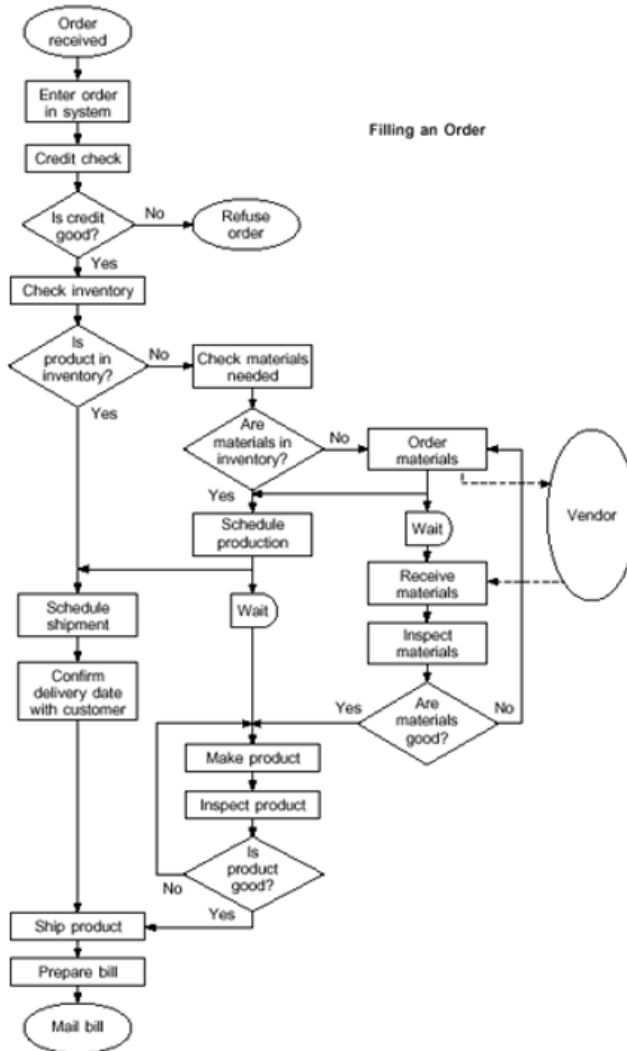 Order
received
Enter order
in system
Filling an Order
Credit check
Is credit
good?
No
Refuse
order
Yes
Check inventory
Is
product in
inventory?
No
Check materials
needed
Yes
Are
materials in
inventory?
No
Order
materials
Yes
Schedule
production
Wait
Vendor
Receive
materials
Schedule
shipment
Wait
Inspect
materials
Confirm
delivery date
with customer
Yes
Are
materials
good?
No
Make product
Inspect product
Is
product
good?
No
Yes
Ship product
Prepare bill
Mail bill